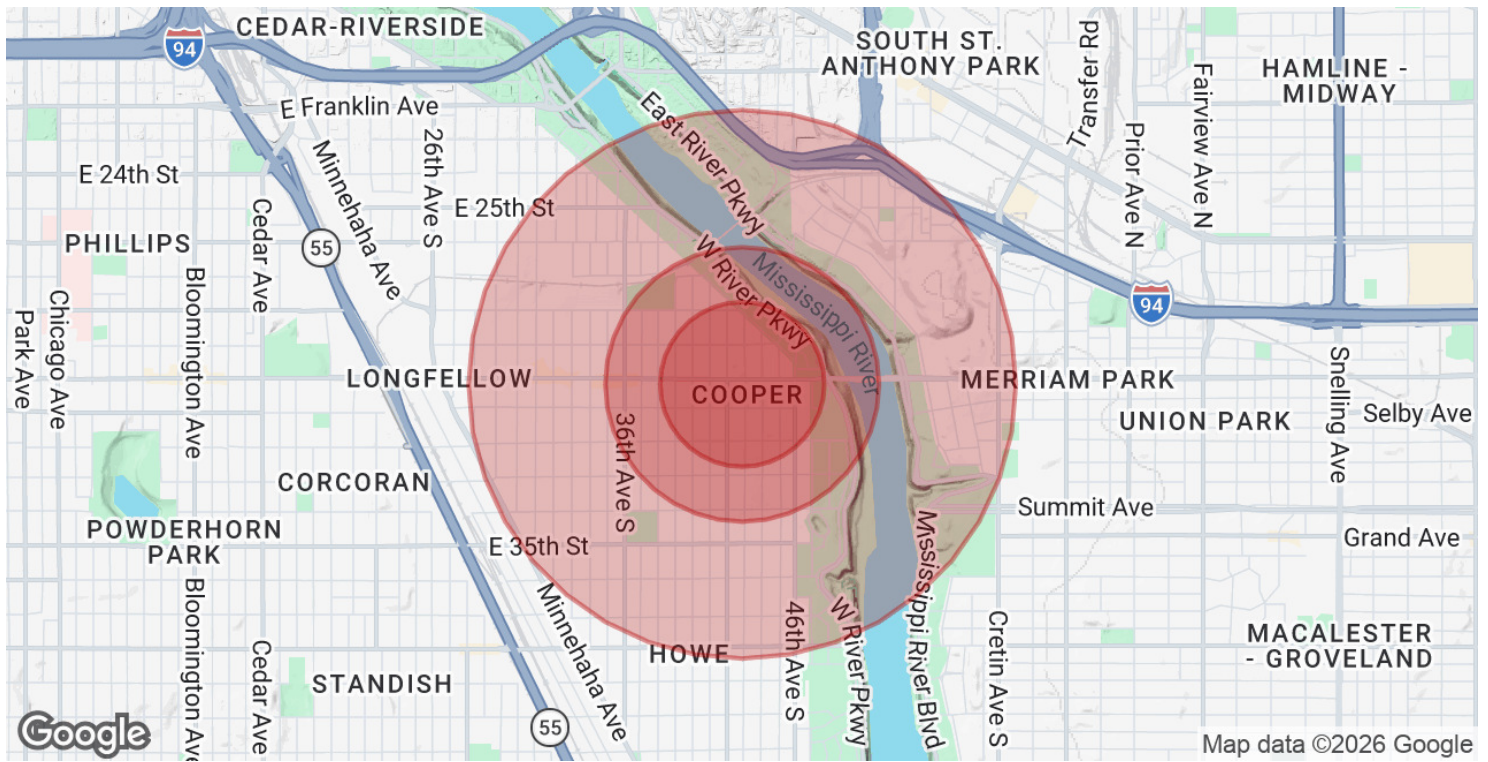 CEDAR-RIVERSIDE
94
SOUTH ST.
ANTHONY PARK
Transfer Rd
Fairview Ave N
HAMLINE -
MIDWAY
E Franklin Ave
East River Pkwy
Prior Ave N
26th Ave S
Minnehaha Ave
E 24th St
Cedar Ave
E 25th St
PHILLIPS
55
Bloomington Ave
W River Pkwy
Mississippi River
94
Chicago Ave
Park Ave
LONGFELLOW
COOPER
MERRIAM PARK
Snelling Ave
UNION PARK
Selby Ave
36th Ave S
CORCORAN
Summit Ave
POWDERHORN
PARK
E 35th St
Grand Ave
Mississippi River Blvd
Bloomington Ave
Minnehaha Ave
46th Ave S
W River Pkwy
Cretin Ave S
MACALESTER
- GROVELAND
HOWE
Cedar Ave
STANDISH
55
Google
Map data ©2026 Google